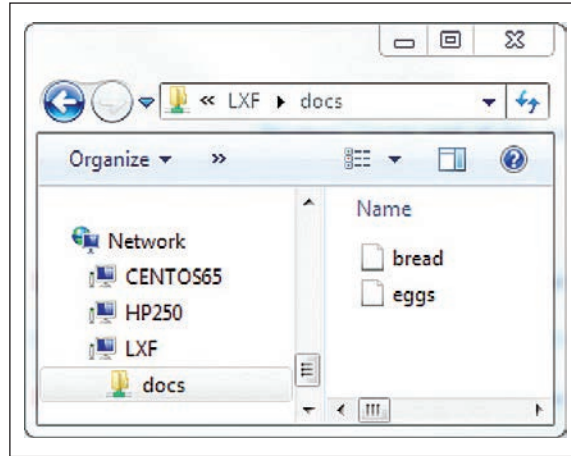 « LXF ▸ docs
Organize ▾ »
Name
Network
CENTOS65
HP250
LXF
docs
bread
eggs